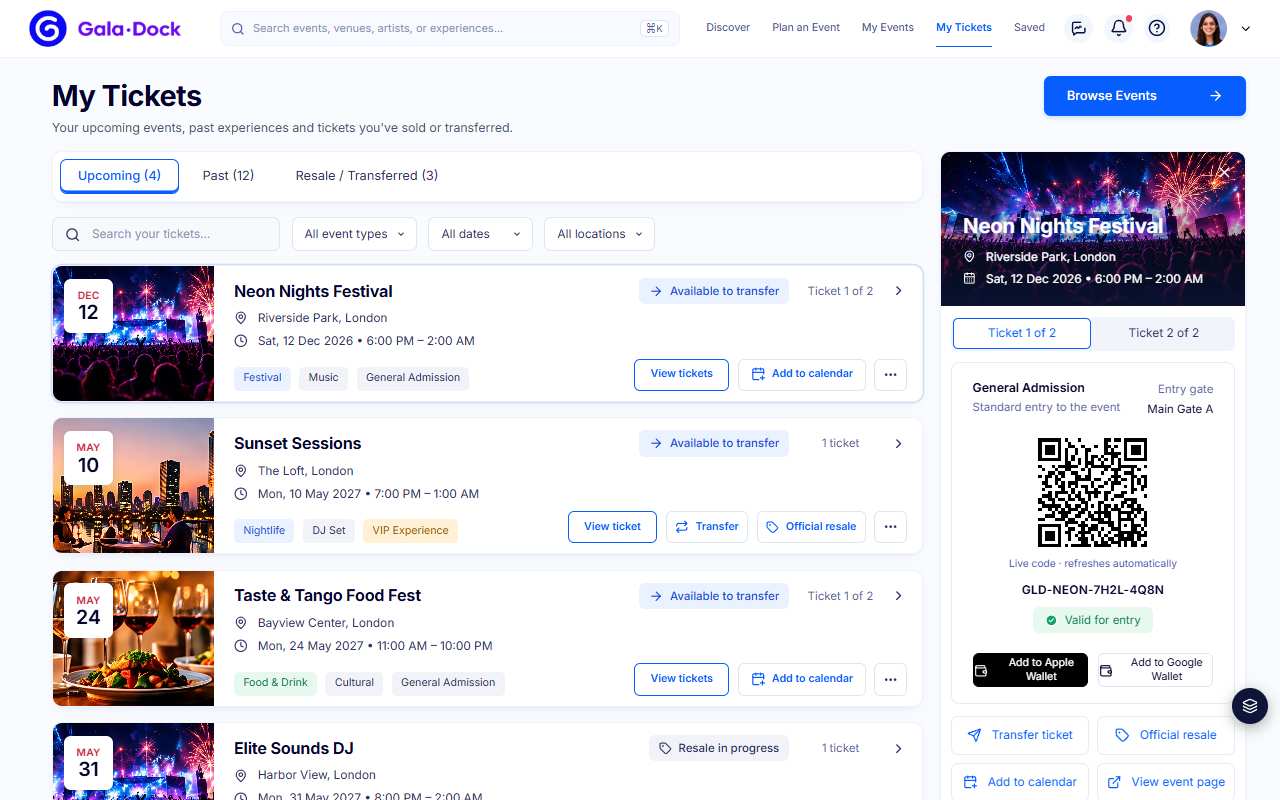 Gala·Dock
Search events, venues, artists, or experiences...
⌘K
Discover
Plan an Event
My Events
My Tickets
Saved
My Tickets
Your upcoming events, past experiences and tickets you've sold or transferred.
Browse Events
Upcoming (4)
Past (12)
Resale / Transferred (3)
Search your tickets...
All event types
All dates
All locations
DEC
12
Neon Nights Festival
Available to transfer
Ticket 1 of 2
Riverside Park, London
Sat, 12 Dec 2026 • 6:00 PM – 2:00 AM
Festival
Music
General Admission
View tickets
Add to calendar
MAY
10
Sunset Sessions
Available to transfer
1 ticket
The Loft, London
Mon, 10 May 2027 • 7:00 PM – 1:00 AM
Nightlife
DJ Set
VIP Experience
View ticket
Transfer
Official resale
MAY
24
Taste & Tango Food Fest
Available to transfer
Ticket 1 of 2
Bayview Center, London
Mon, 24 May 2027 • 11:00 AM – 10:00 PM
Food & Drink
Cultural
General Admission
View tickets
Add to calendar
MAY
31
Elite Sounds DJ
Resale in progress
1 ticket
Harbor View, London
Mon, 31 May 2027 • 8:00 PM – 2:00 AM
Neon Nights Festival
Riverside Park, London
Sat, 12 Dec 2026 • 6:00 PM – 2:00 AM
Ticket 1 of 2
Ticket 2 of 2
General Admission
Entry gate
Standard entry to the event
Main Gate A
Live code · refreshes automatically
GLD-NEON-7H2L-4Q8N
Valid for entry
Add to Apple
Wallet
Add to Google
Wallet
Transfer ticket
Official resale
Add to calendar
View event page